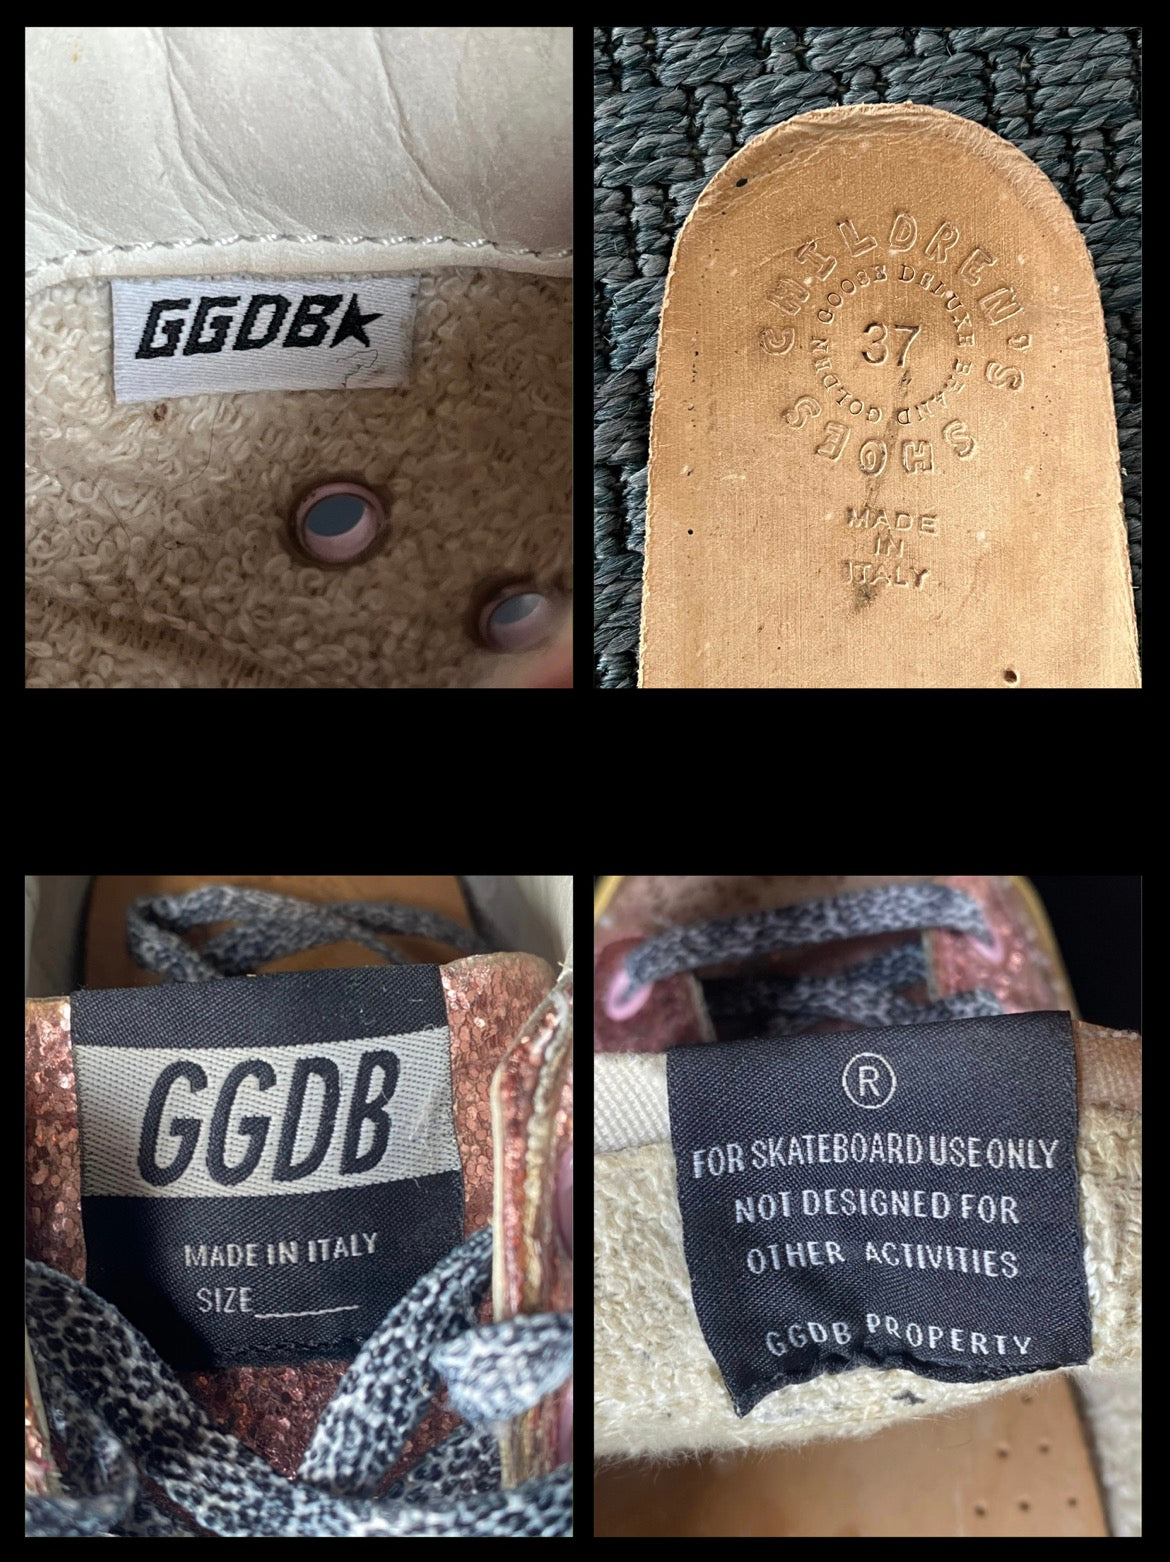 GGDB★
CHILDREN'S
GOLDEN GOOSE DELUXE BRAND
37
SHOES
MADE
IN
ITALY
GGDB
MADE IN ITALY
SIZE______
®
FOR SKATEBOARD USE ONLY
NOT DESIGNED FOR
OTHER ACTIVITIES
GGDB PROPERTY